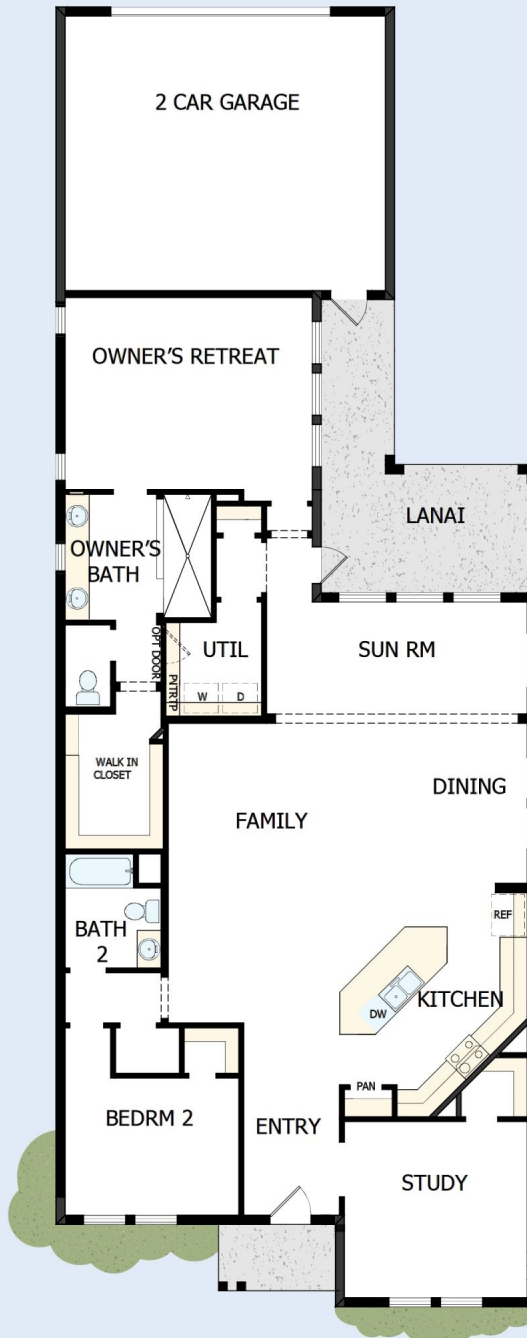 2 CAR GARAGE
OWNER'S RETREAT
LANAI
OWNER'S
BATH
OPT DOOR
UTIL
SUN RM
PNTRTP
W
D
WALK IN
CLOSET
DINING
FAMILY
REF
BATH
2
KITCHEN
DW
PAN
BEDRM 2
ENTRY
STUDY